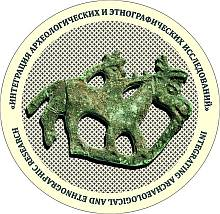 «ИНТЕГРАЦИЯ АРХЕОЛОГИЧЕСКИХ И ЭТНОГРАФИЧЕСКИХ ИССЛЕДОВАНИЙ»
INTEGRATING ARCHAEOLOGICAL AND ETHNOGRAPHIC RESEARCH